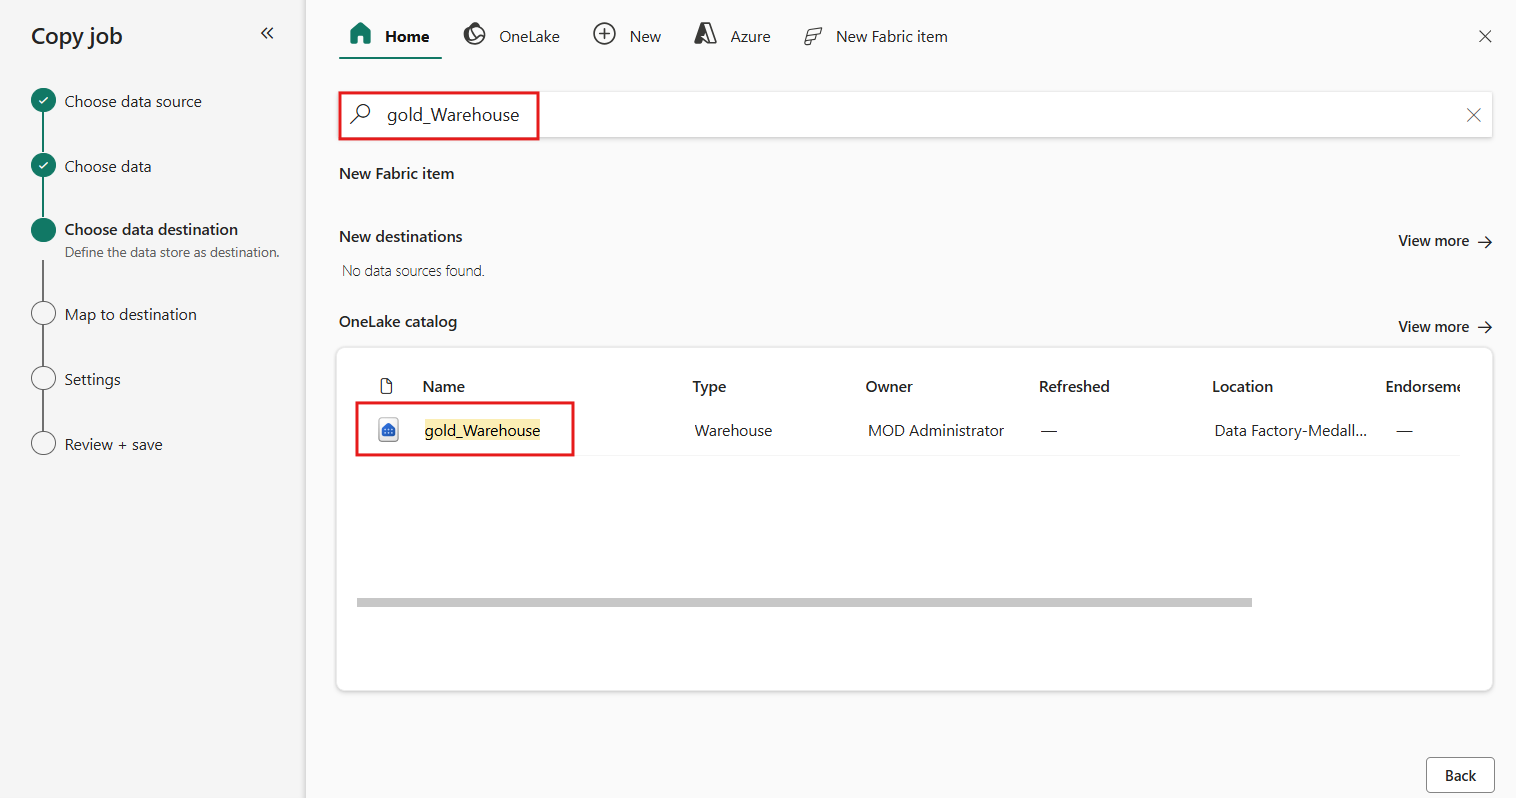 Copy job
Choose data source
Choose data
Choose data destination
Define the data store as destination.
Map to destination
Settings
Review + save
Home OneLake New Azure New Fabric item
gold_Warehouse
New Fabric item
New destinations View more
No data sources found.
OneLake catalog View more
Name Type Owner Refreshed Location Endorseme
gold_Warehouse Warehouse MOD Administrator — Data Factory-Medall... —
Back